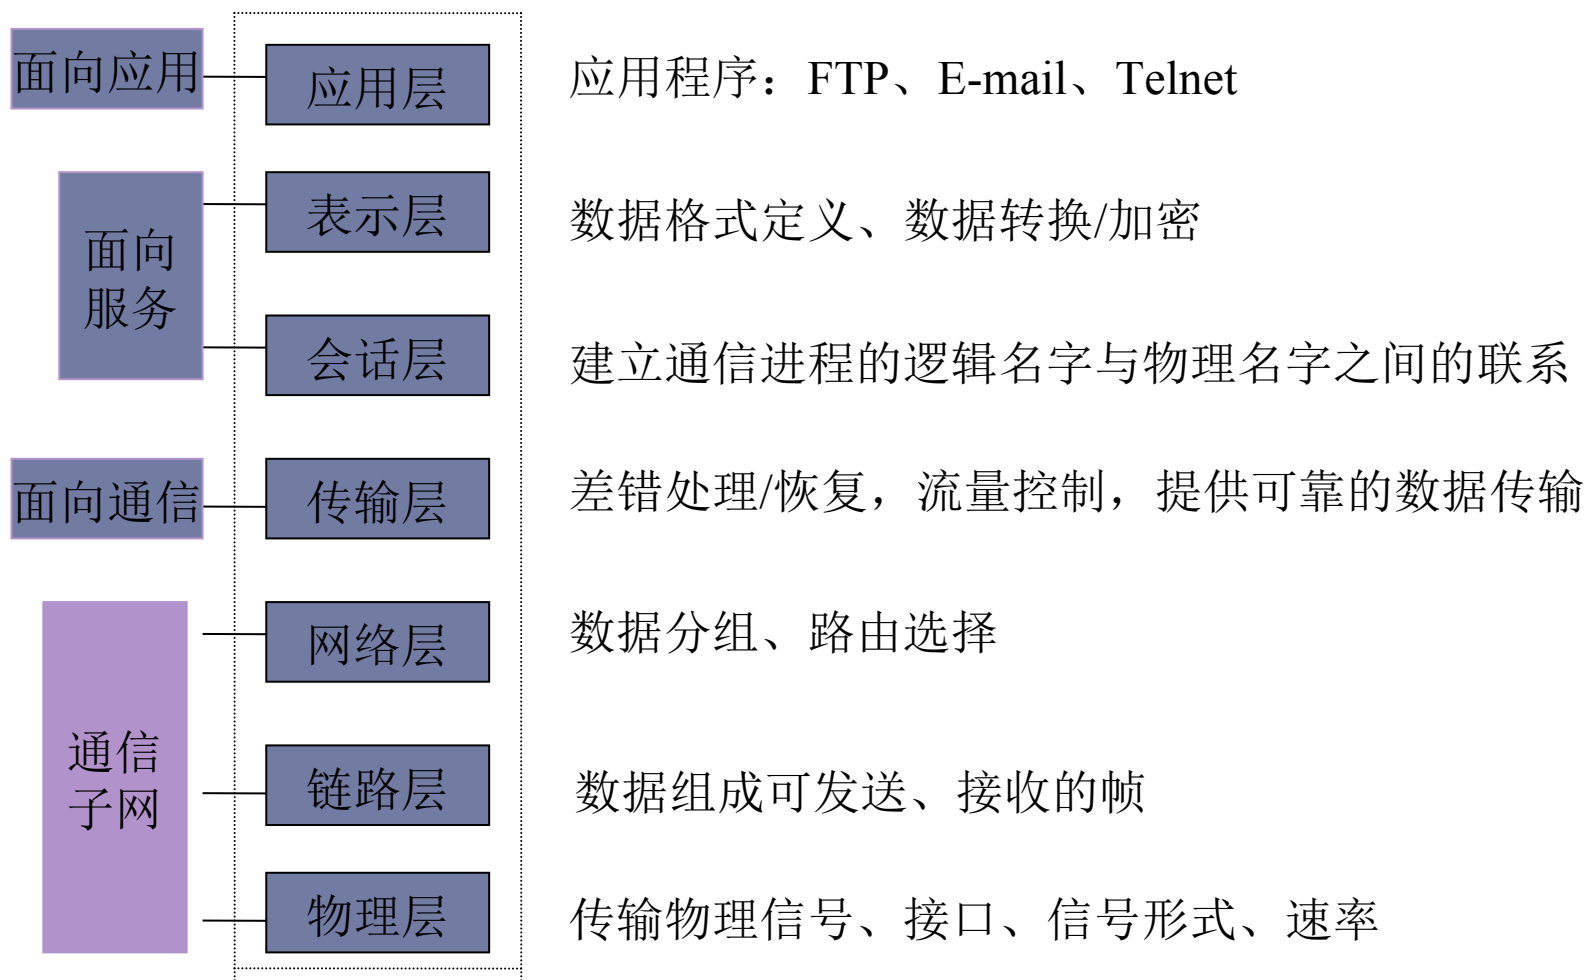 面向应用
应用层
应用程序：FTP、E-mail、Telnet
面向
服务
表示层
数据格式定义、数据转换/加密
会话层
建立通信进程的逻辑名字与物理名字之间的联系
面向通信
传输层
差错处理/恢复，流量控制，提供可靠的数据传输
通信
子网
网络层
数据分组、路由选择
链路层
数据组成可发送、接收的帧
物理层
传输物理信号、接口、信号形式、速率